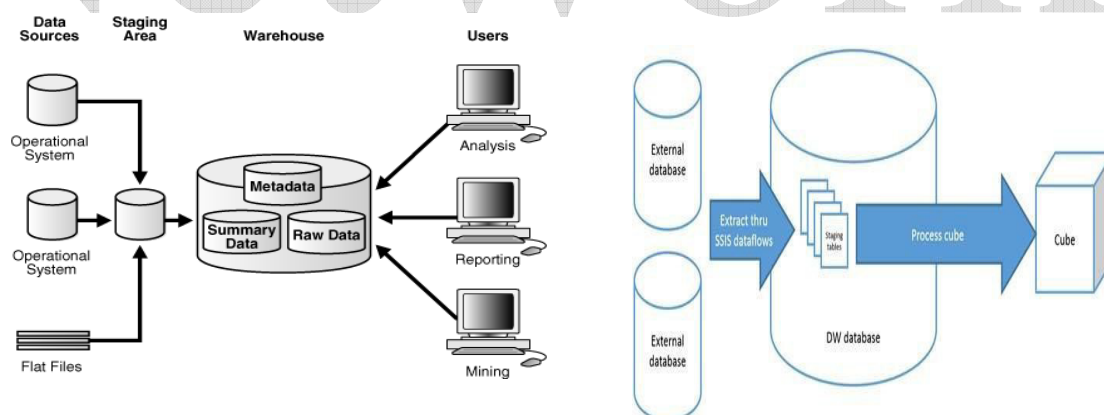 Data
Sources
Staging
Area
Warehouse
Users
Operational
System
Operational
System
Flat Files
Metadata
Summary
Data
Raw Data
Analysis
Reporting
Mining
External
database
External
database
Extract thru
SSIS dataflows
Staging
tables
Process cube
DW database
Cube